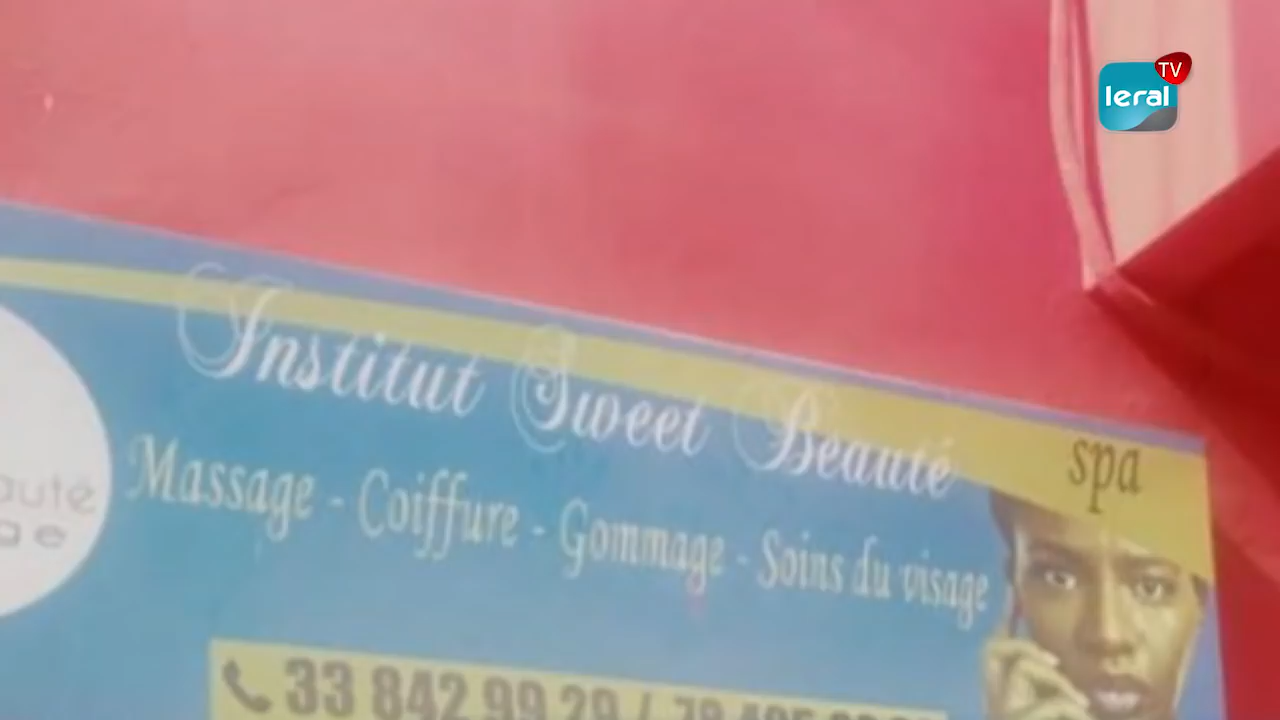 TV
leral
Institut Sweet Beauté
spa
Massage - Coiffure - Gommage - Soins du visage
33 842 99 29 /